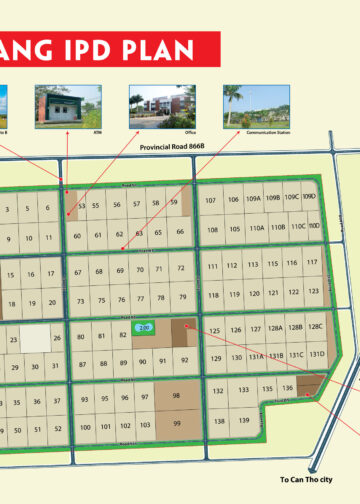 ANG IPD PLAN
ATM
Office
Communication Station
Provincial Road 866B
3 5 6
53 55 56 57 58 59
107 106 109A 109B 109C 109D
9 10 11
60 61 62 63 65 66
108 105 110A 110B 110C 110D
15 16 17
67 68 69 70 71 72
111 112 113 115 116 117
18 19 20
73 75 76 77 78 79
118 119 120 121 122 123
23 26
80 81 82
125 126 127 128A 128C
29 30 31
87 88 89 90 91 92
129 130 131A 131B 131C 131D
37 38 39
93 95 96 97 98
132 133 135 136
50 51 52
100 101 102 103 99
138 139
To Can Tho city